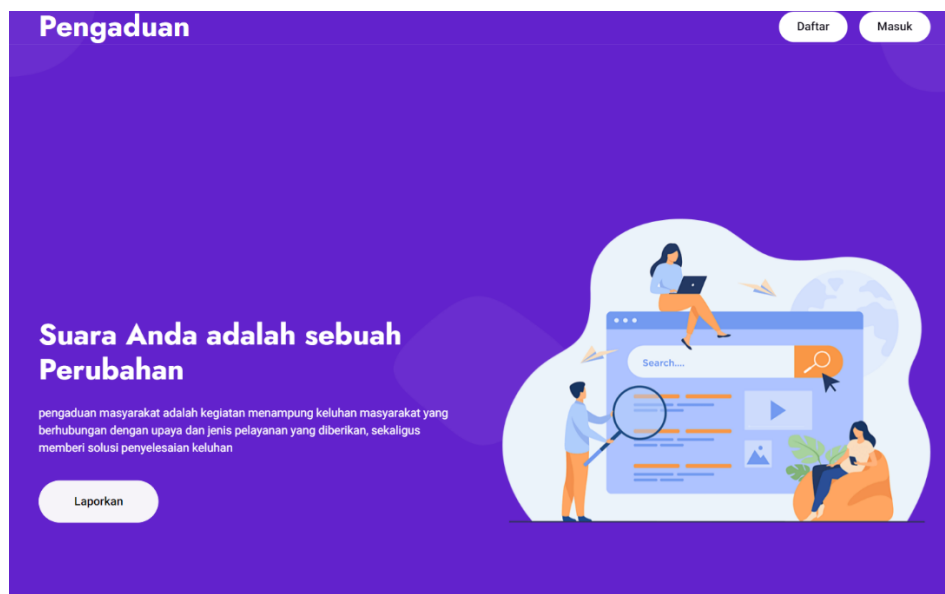 Pengaduan
Daftar
Masuk
Suara Anda adalah sebuah
Perubahan
pengaduan masyarakat adalah kegiatan menampung keluhan masyarakat yang
berhubungan dengan upaya dan jenis pelayanan yang diberikan, sekaligus
memberi solusi penyelesaian keluhan
Laporkan
Search....